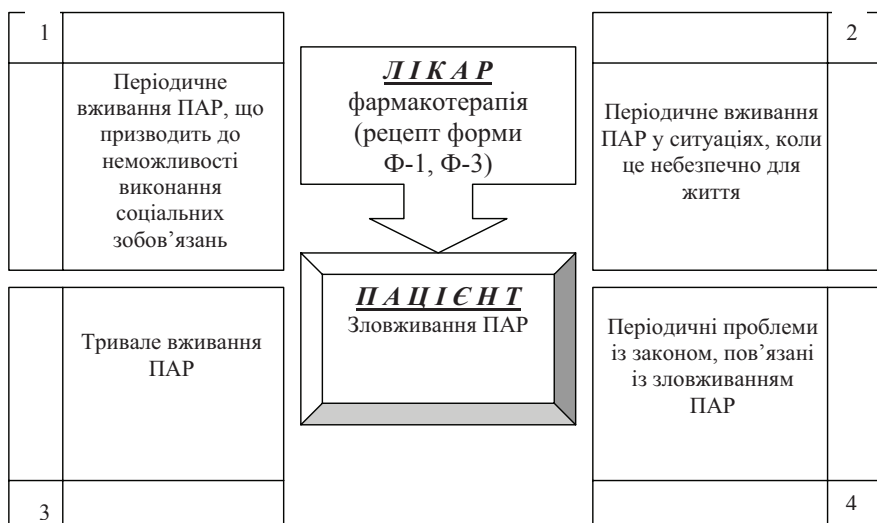 1
Періодичне
вживання ПАР, що
призводить до
неможливості
виконання
соціальних
зобов’язань
ЛІКАР
фармакотерапія
(рецепт форми
Ф-1, Ф-3)
2
Періодичне вживання
ПАР у ситуаціях, коли
це небезпечно для
життя
ПАЦІЄНТ
Зловживання ПАР
Тривале вживання
ПАР
3
Періодичні проблеми
із законом, пов’язані
із зловживанням
ПАР
4